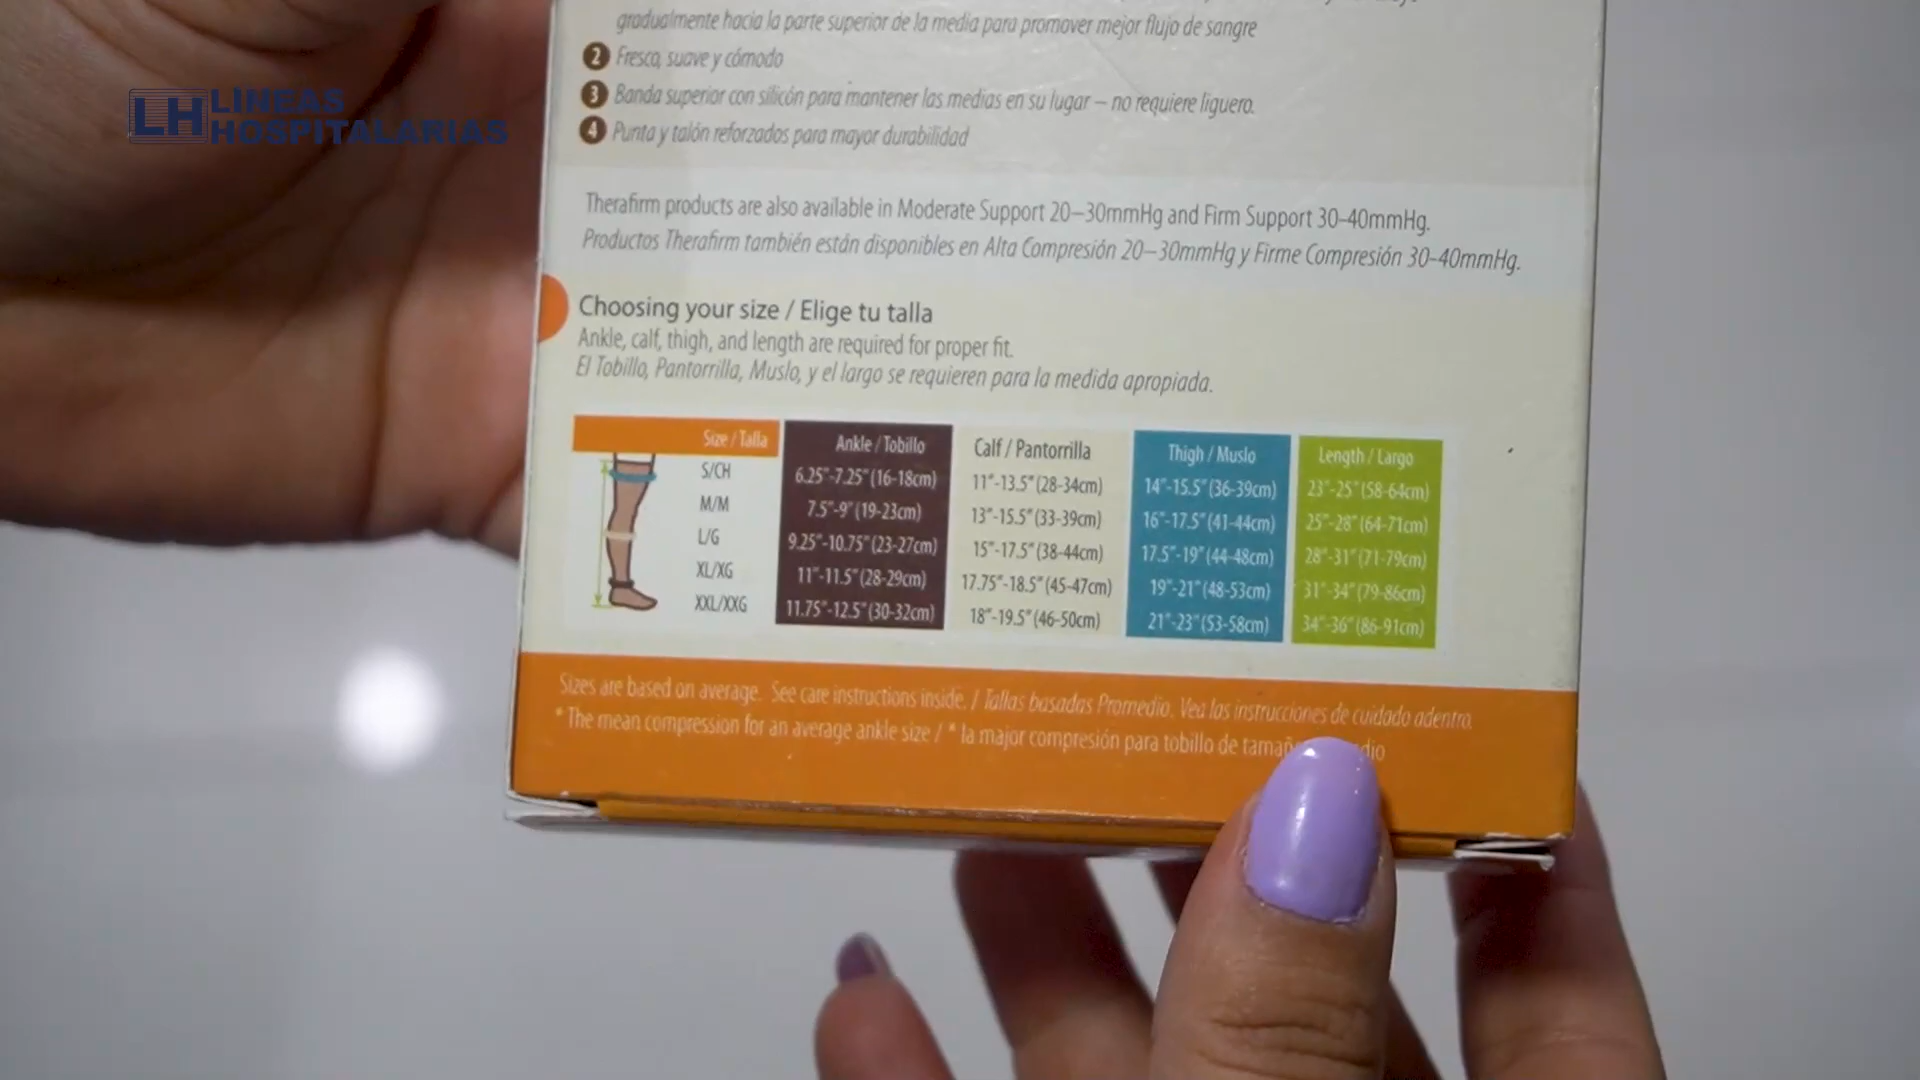 gradualmente hacia la parte superior de la media para promover mejor flujo de sangre
2 Fresco, suave y cómodo
3 Banda superior con silicón para mantener las medias en su lugar – no requiere liguero.
4 Punta y talón reforzados para mayor durabilidad
LH LÍNEAS HOSPITALARIAS
Therafirm products are also available in Moderate Support 20–30mmHg and Firm Support 30-40mmHg.
Productos Therafirm también están disponibles en Alta Compresión 20–30mmHg y Firme Compresión 30-40mmHg.
Choosing your size / Elige tu talla
Ankle, calf, thigh, and length are required for proper fit.
El Tobillo, Pantorrilla, Muslo, y el largo se requieren para la medida apropiada.
Size / Talla Ankle / Tobillo Calf / Pantorrilla Thigh / Muslo Length / Largo
S/CH 6.25"-7.25" (16-18cm) 11"-13.5" (28-34cm) 14"-15.5" (36-39cm) 23"-25" (58-64cm)
M/M 7.5"-9" (19-23cm) 13"-15.5" (33-39cm) 16"-17.5" (41-44cm) 25"-28" (64-71cm)
L/G 9.25"-10.75" (23-27cm) 15"-17.5" (38-44cm) 17.5"-19" (44-48cm) 28"-31" (71-79cm)
XL/XG 11"-11.5" (28-29cm) 17.75"-18.5" (45-47cm) 19"-21" (48-53cm) 31"-34" (79-86cm)
XXL/XXG 11.75"-12.5" (30-32cm) 18"-19.5" (46-50cm) 21"-23" (53-58cm) 34"-36" (86-91cm)
Sizes are based on average. See care instructions inside. / Tallas basadas Promedio. Vea las instrucciones de cuidado adentro.
* The mean compression for an average ankle size / * la major compresión para tobillo de